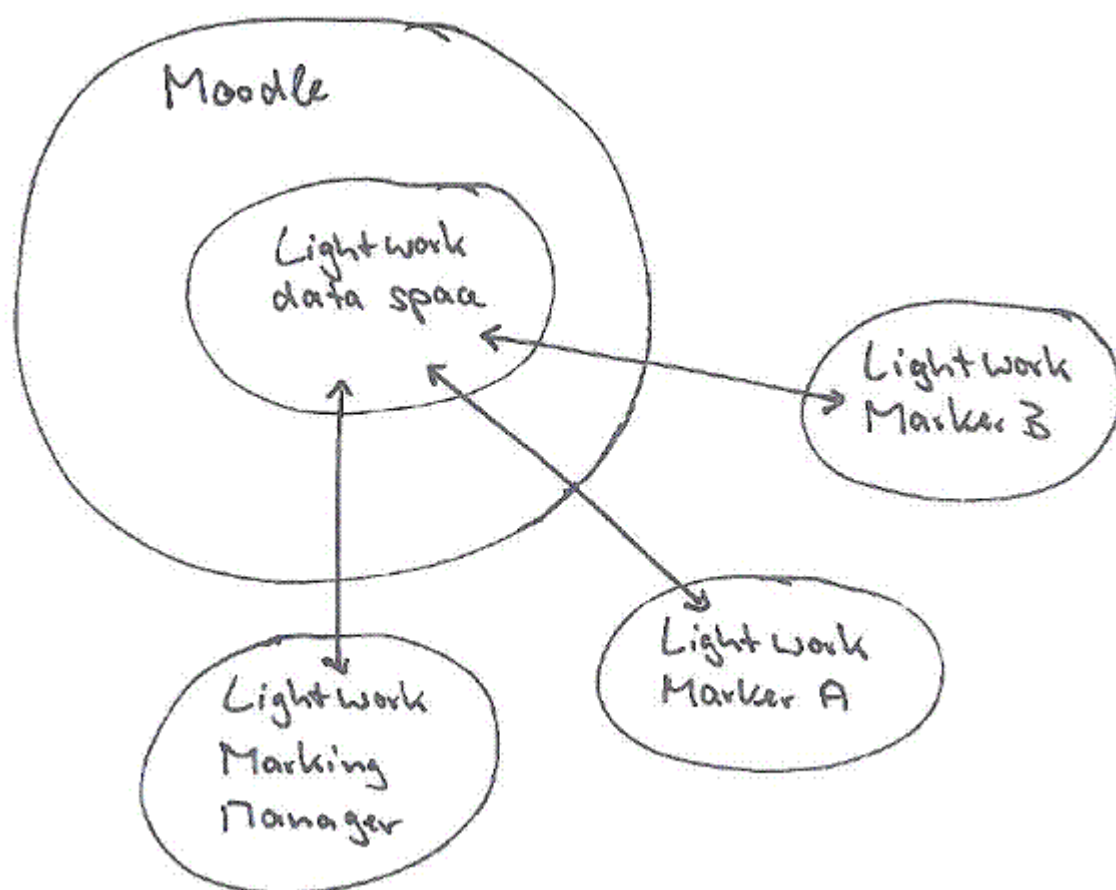 Moodle
Lightwork
data space
Lightwork
Marker B
Lightwork
Marker A
Lightwork
Marking
Manager